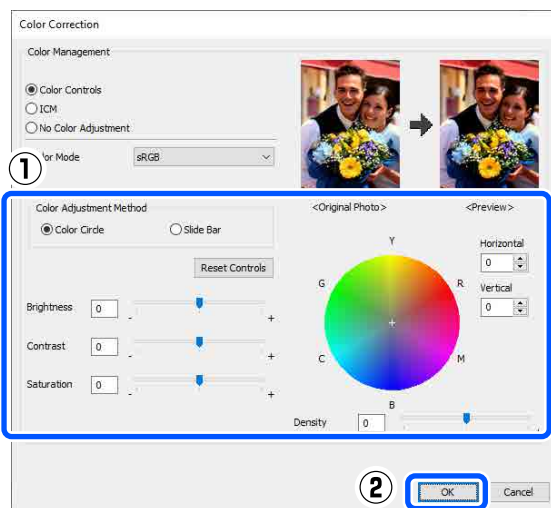 Color Correction
Color Management
Color Controls
ICM
No Color Adjustment
①
lor Mode sRGB
Color Adjustment Method
Color Circle Slide Bar
<Original Photo> <Preview>
Reset Controls
Y
Horizontal
0
G R
Vertical
0
Brightness 0 - +
Contrast 0 - +
C M
Saturation 0 - +
B
Density 0 -
② OK Cancel